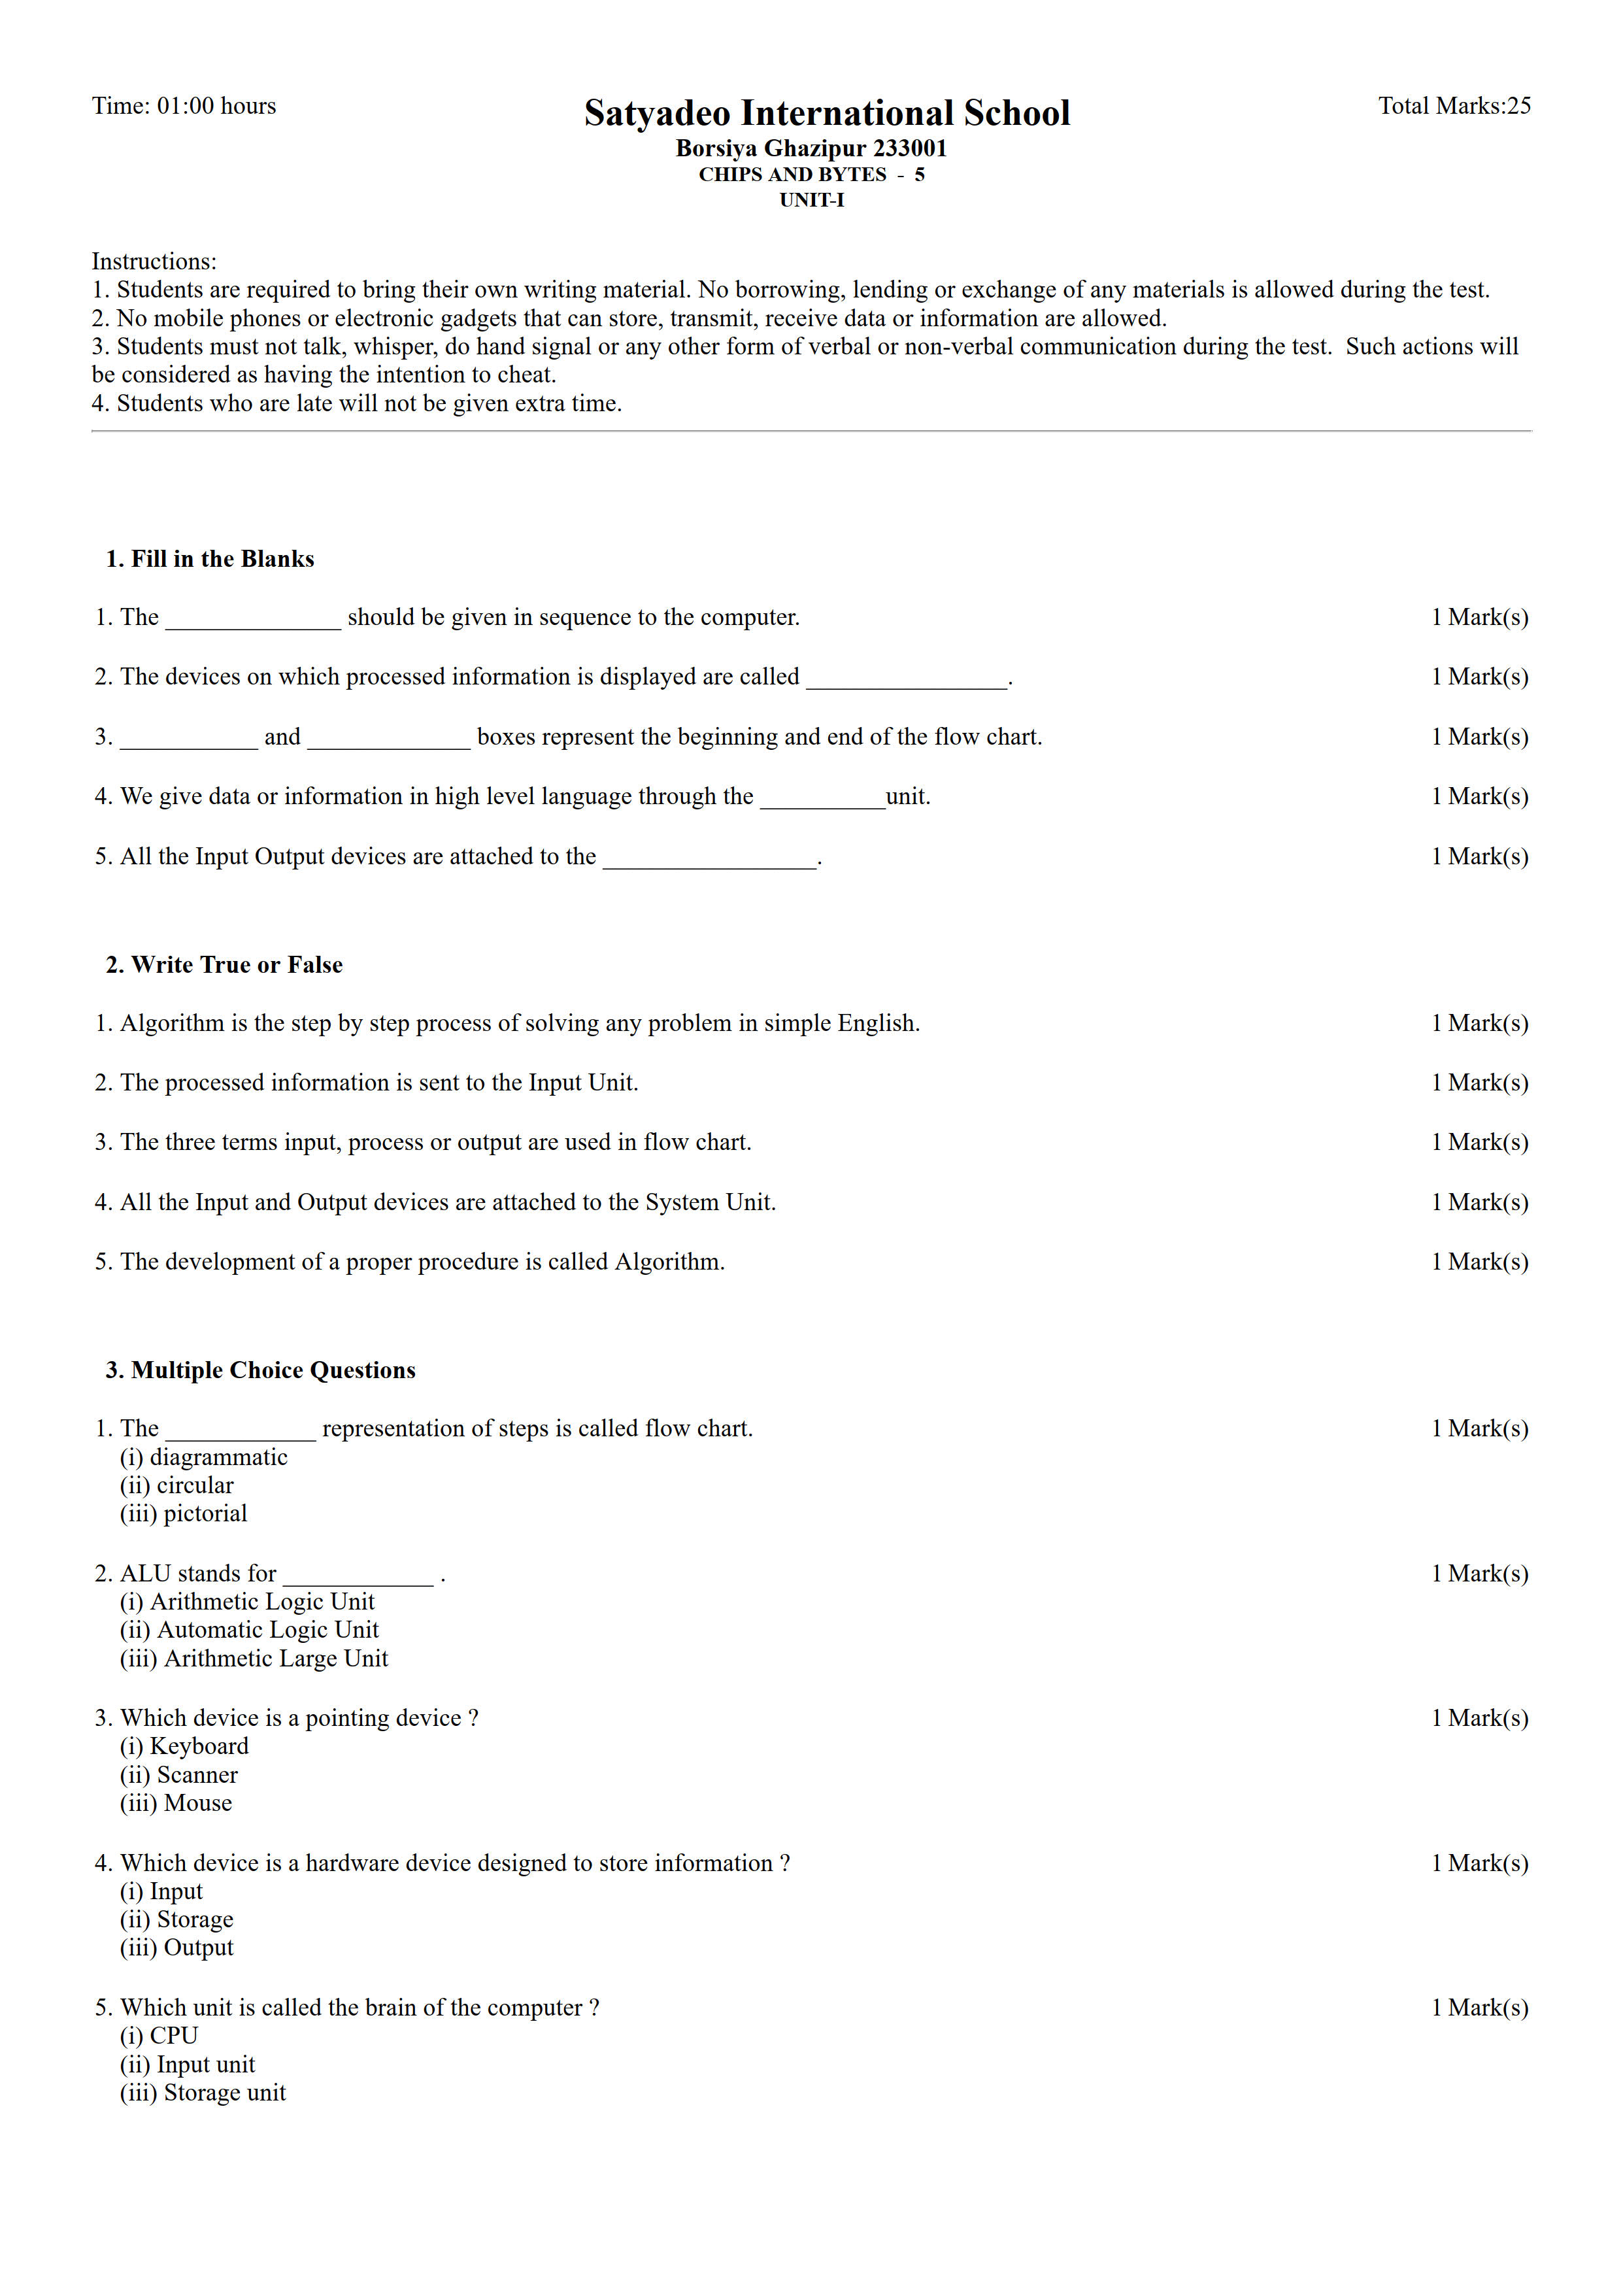 Time: 01:00 hours
Satyadeo International School
Total Marks:25
Borsiya Ghazipur 233001
CHIPS AND BYTES - 5
UNIT-I
Instructions:
1. Students are required to bring their own writing material. No borrowing, lending or exchange of any materials is allowed during the test.
2. No mobile phones or electronic gadgets that can store, transmit, receive data or information are allowed.
3. Students must not talk, whisper, do hand signal or any other form of verbal or non-verbal communication during the test.  Such actions will
be considered as having the intention to cheat.
4. Students who are late will not be given extra time.
1. Fill in the Blanks
1. The ______________ should be given in sequence to the computer. 1 Mark(s)
2. The devices on which processed information is displayed are called ________________. 1 Mark(s)
3. ___________ and _____________ boxes represent the beginning and end of the flow chart. 1 Mark(s)
4. We give data or information in high level language through the __________unit. 1 Mark(s)
5. All the Input Output devices are attached to the _________________. 1 Mark(s)
2. Write True or False
1. Algorithm is the step by step process of solving any problem in simple English. 1 Mark(s)
2. The processed information is sent to the Input Unit. 1 Mark(s)
3. The three terms input, process or output are used in flow chart. 1 Mark(s)
4. All the Input and Output devices are attached to the System Unit. 1 Mark(s)
5. The development of a proper procedure is called Algorithm. 1 Mark(s)
3. Multiple Choice Questions
1. The ____________ representation of steps is called flow chart. 1 Mark(s)
(i) diagrammatic
(ii) circular
(iii) pictorial
2. ALU stands for ____________ . 1 Mark(s)
(i) Arithmetic Logic Unit
(ii) Automatic Logic Unit
(iii) Arithmetic Large Unit
3. Which device is a pointing device ? 1 Mark(s)
(i) Keyboard
(ii) Scanner
(iii) Mouse
4. Which device is a hardware device designed to store information ? 1 Mark(s)
(i) Input
(ii) Storage
(iii) Output
5. Which unit is called the brain of the computer ? 1 Mark(s)
(i) CPU
(ii) Input unit
(iii) Storage unit